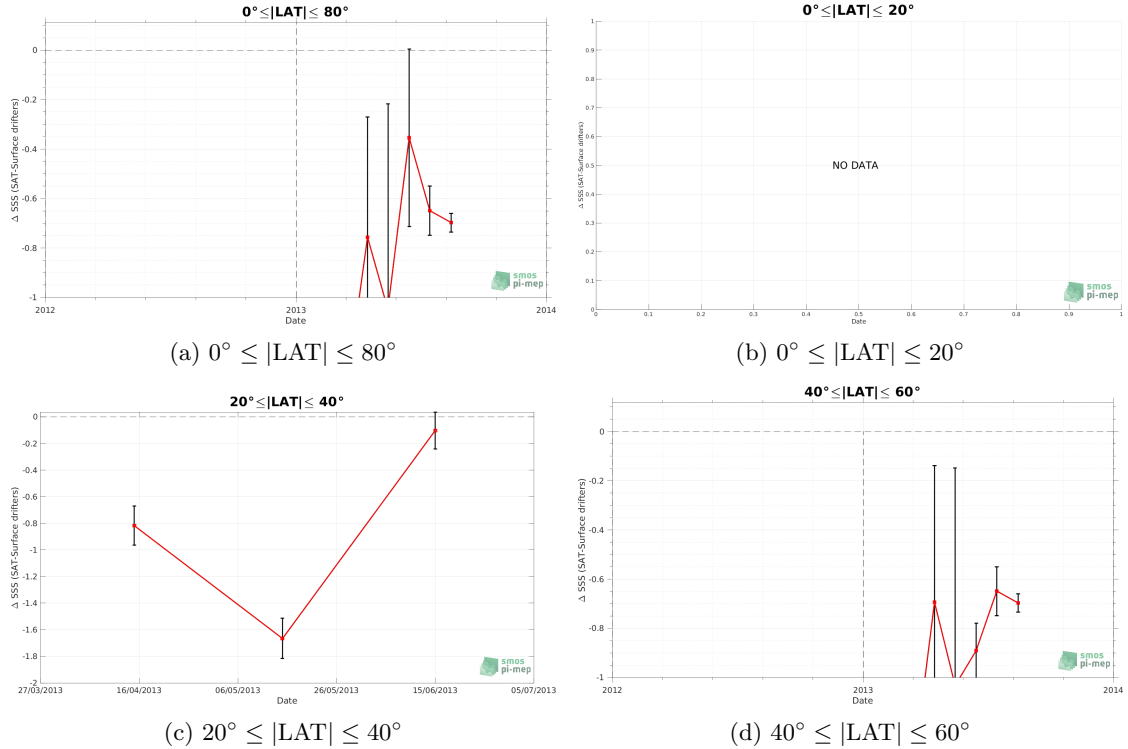 0°≤|LAT|≤ 80°
0
-0.2
-0.4
-0.6
-0.8
-1
Δ SSS (SAT-Surface drifters)
2012
2013
2014
Date
smos
pi-mep
(a) 0° ≤ |LAT| ≤ 80°
0°≤|LAT|≤ 20°
1
0.9
0.8
0.7
0.6
0.5
0.4
0.3
0.2
0.1
0
Δ SSS (SAT-Surface drifters)
NO DATA
0
0.1
0.2
0.3
0.4
0.5
0.6
0.7
0.8
0.9
1
Date
smos
pi-mep
(b) 0° ≤ |LAT| ≤ 20°
20°≤|LAT|≤ 40°
0
-0.2
-0.4
-0.6
-0.8
-1
-1.2
-1.4
-1.6
-1.8
-2
Δ SSS (SAT-Surface drifters)
27/03/2013
16/04/2013
06/05/2013
26/05/2013
15/06/2013
05/07/2013
Date
smos
pi-mep
(c) 20° ≤ |LAT| ≤ 40°
40°≤|LAT|≤ 60°
0
-0.2
-0.4
-0.6
-0.8
-1
Δ SSS (SAT-Surface drifters)
2012
2013
2014
Date
smos
pi-mep
(d) 40° ≤ |LAT| ≤ 60°